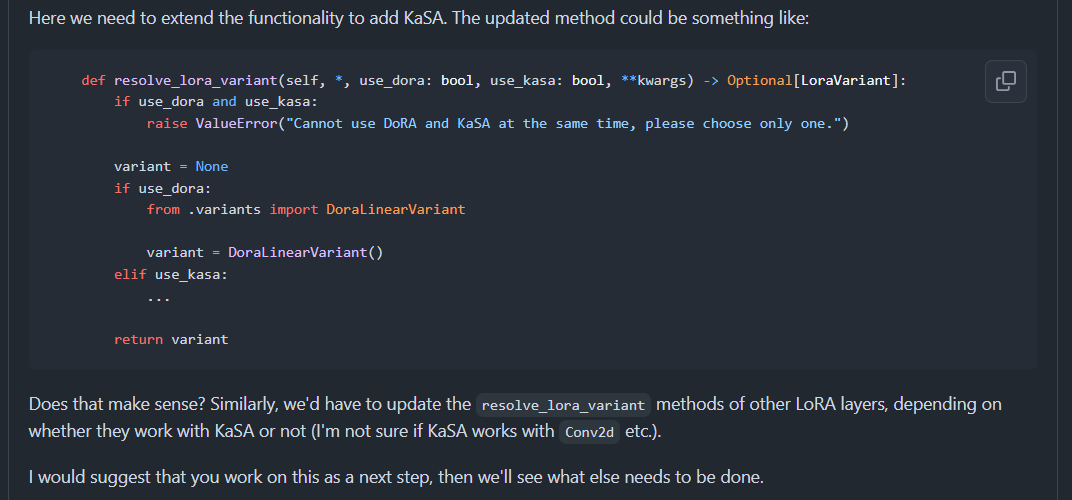 Here we need to extend the functionality to add KaSA. The updated method could be something like:
def resolve_lora_variant(self, *, use_dora: bool, use_kasa: bool, **kwargs) -> Optional[LoraVariant]:
    if use_dora and use_kasa:
        raise ValueError("Cannot use DoRA and KaSA at the same time, please choose only one.")

    variant = None
    if use_dora:
        from .variants import DoraLinearVariant

        variant = DoraLinearVariant()
    elif use_kasa:
        ...

    return variant
Does that make sense? Similarly, we'd have to update the resolve_lora_variant methods of other LoRA layers, depending on
whether they work with KaSA or not (I'm not sure if KaSA works with Conv2d etc.).
I would suggest that you work on this as a next step, then we'll see what else needs to be done.